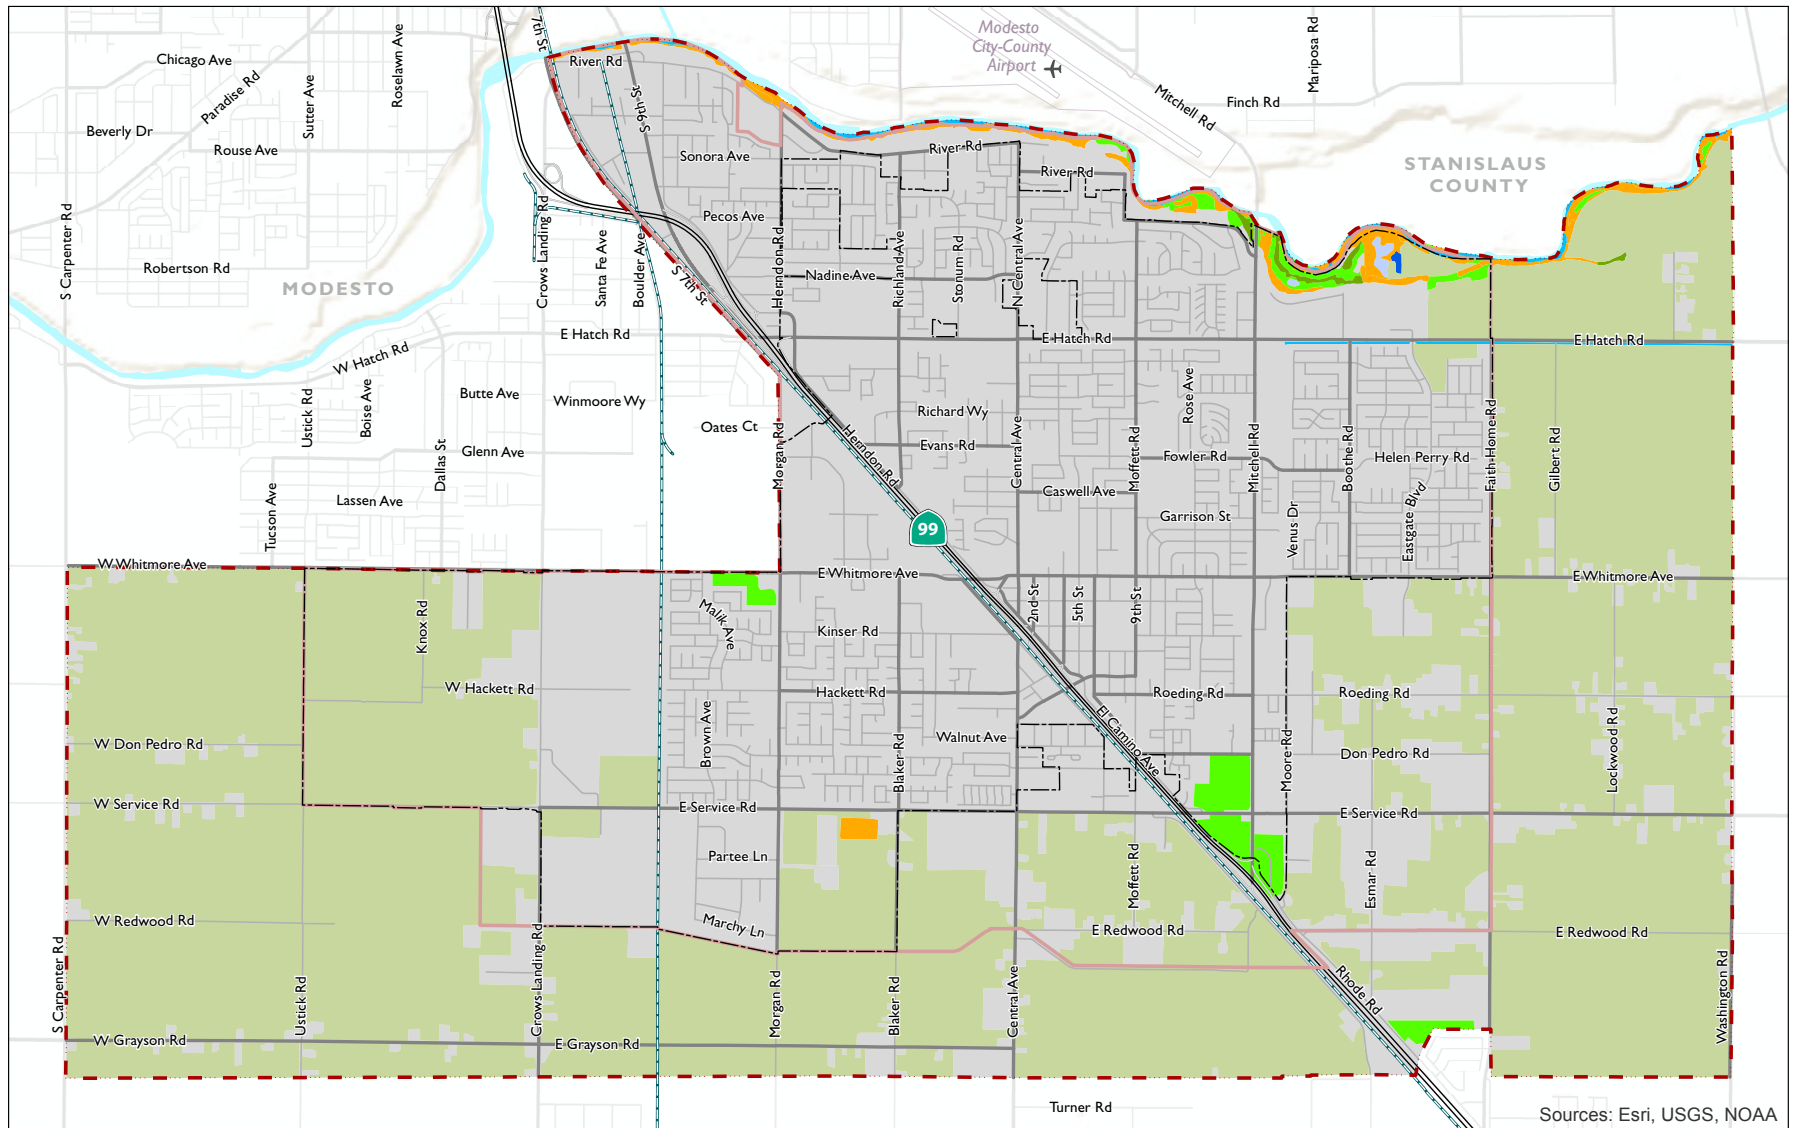 7th St
Modesto
City-County
Airport
Mariposa Rd
Roselawn Ave
Chicago Ave
River Rd
Paradise Rd
Sutter Ave
S 9th St
Mitchell Rd
Finch Rd
Beverly Dr
Rouse Ave
Sonora Ave
River Rd
River Rd
STANISLAUS
COUNTY
S Carpenter Rd
Crows Landing Rd
Santa Fe Ave
Boulder Ave
Pecos Ave
Herndon Rd
Richland Ave
Stonum Rd
N Central Ave
Robertson Rd
MODESTO
S 7th St
Nadine Ave
E Hatch Rd
E Hatch Rd
E Hatch Rd
W Hatch Rd
Ustick Rd
Boise Ave
Butte Ave
Winmoore Wy
Oates Ct
Richard Wy
Rose Ave
Dallas St
Glenn Ave
Morgan Rd
Herndon Rd
Evans Rd
Central Ave
Moffett Rd
Fowler Rd
Mitchell Rd
Boothe Rd
Helen Perry Rd
Faith Home Rd
Gilbert Rd
Tucson Ave
Lassen Ave
Caswell Ave
Garrison St
Venus Dr
Eastgate Blvd
99
W Whitmore Ave
E Whitmore Ave
E Whitmore Ave
Knox Rd
Malik Ave
Kinser Rd
2nd St
5th St
9th St
W Hackett Rd
Hackett Rd
Roeding Rd
Roeding Rd
Brown Ave
W Don Pedro Rd
Blaker Rd
Walnut Ave
El Camino Ave
Moore Rd
Don Pedro Rd
Lockwood Rd
W Service Rd
E Service Rd
E Service Rd
Partee Ln
Moffett Rd
Esmar Rd
W Redwood Rd
Marchy Ln
E Redwood Rd
E Redwood Rd
S Carpenter Rd
Ustick Rd
Crows Landing Rd
Morgan Rd
Blaker Rd
Central Ave
Rhode Rd
Washington Rd
W Grayson Rd
E Grayson Rd
Turner Rd
Sources: Esri, USGS, NOAA